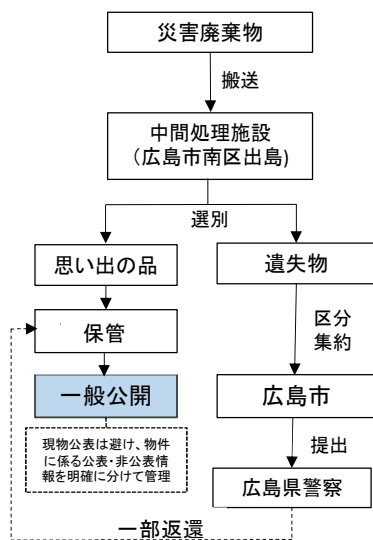 災害廃棄物
搬送
中間処理施設
（広島市南区出島)
選別
思い出の品
遺失物
保管
区分
集約
一般公開
広島市
現物公表は避け、物件
に係る公表・非公表情
報を明確に分けて管理
提出
広島県警察
一部返還